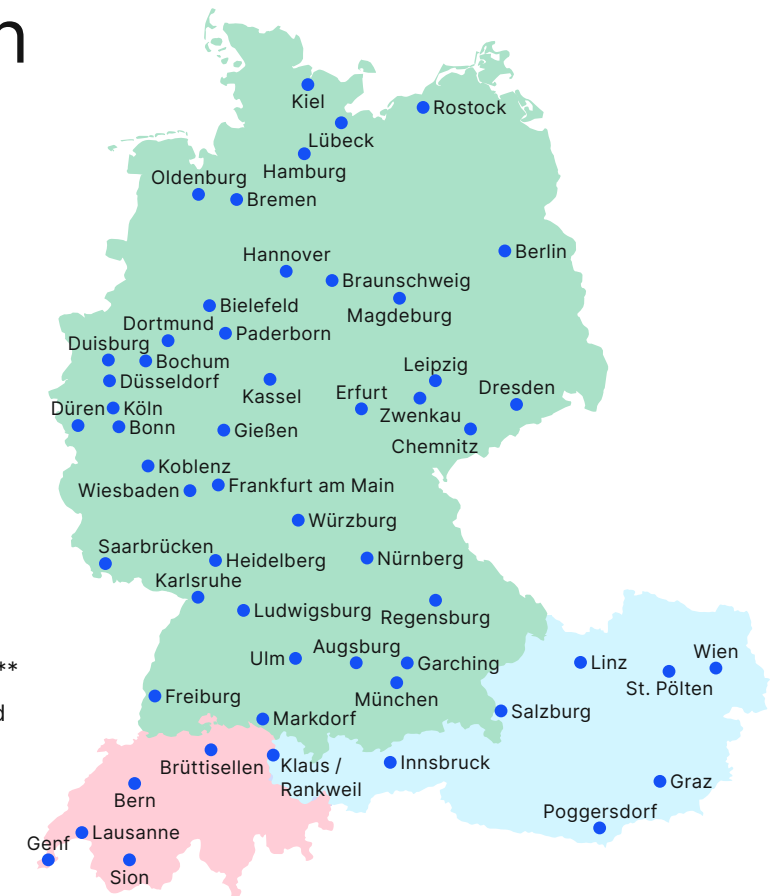 n
Kiel
Rostock
Lübeck
Hamburg
Oldenburg
Bremen
Berlin
Hannover
Braunschweig
Magdeburg
Bielefeld
Dortmund
Paderborn
Duisburg
Bochum
Düsseldorf
Kassel
Leipzig
Erfurt
Zwenkau
Dresden
Chemnitz
Düren
Köln
Bonn
Gießen
Koblenz
Wiesbaden
Frankfurt am Main
Würzburg
Saarbrücken
Heidelberg
Nürnberg
Karlsruhe
Ludwigsburg
Regensburg
Ulm
Augsburg
Garching
München
**
d
Freiburg
Markdorf
Linz
Wien
St. Pölten
Salzburg
Brüttisellen
Klaus /
Rankweil
Innsbruck
Bern
Graz
Poggersdorf
Lausanne
Genf
Sion